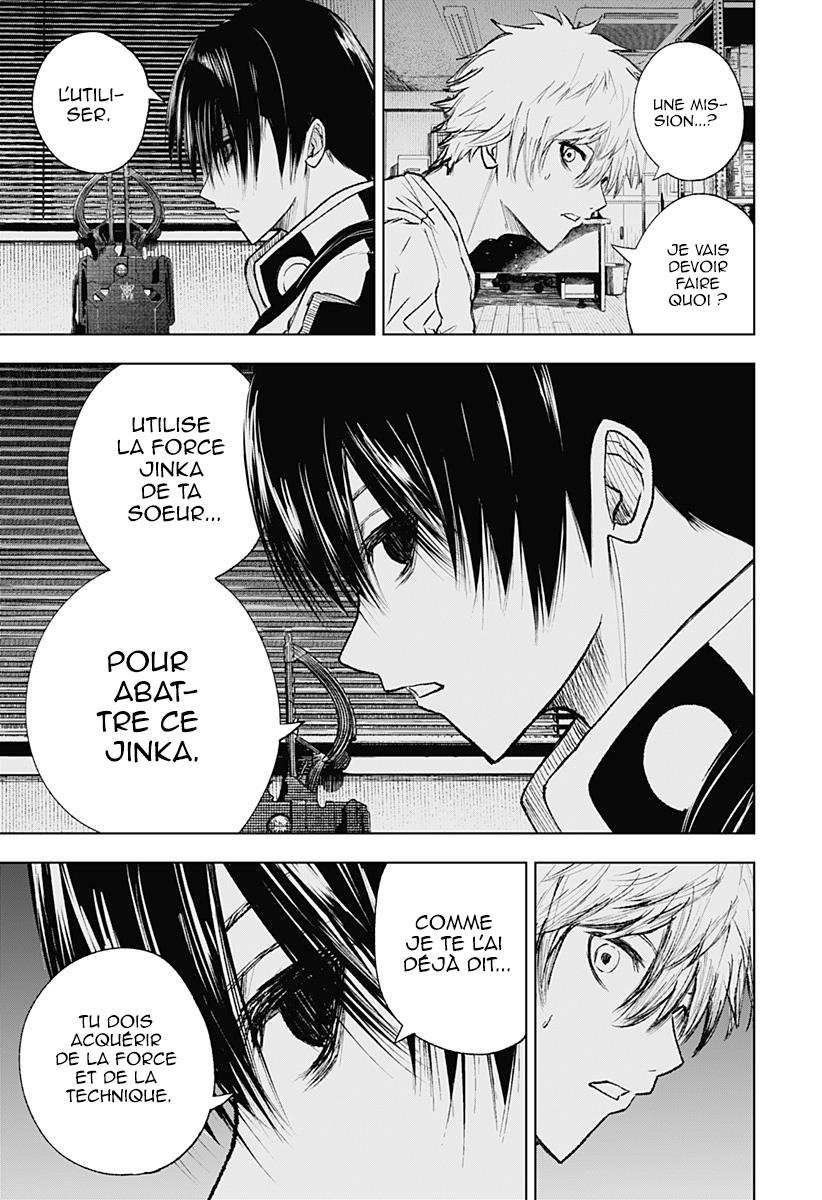 UNE MIS-
SION...?
JE VAIS
DEVOIR
FAIRE
QUOI ?
L'UTILI-
SER.
UTILISE
LA FORCE
JINKA
DE TA
SOEUR...
POUR
ABAT-
TRE CE
JINKA.
COMME
JE TE L'AI
DÉJÀ DIT...
TU DOIS
ACQUÉRIR
DE LA FORCE
ET DE LA
TECHNIQUE.